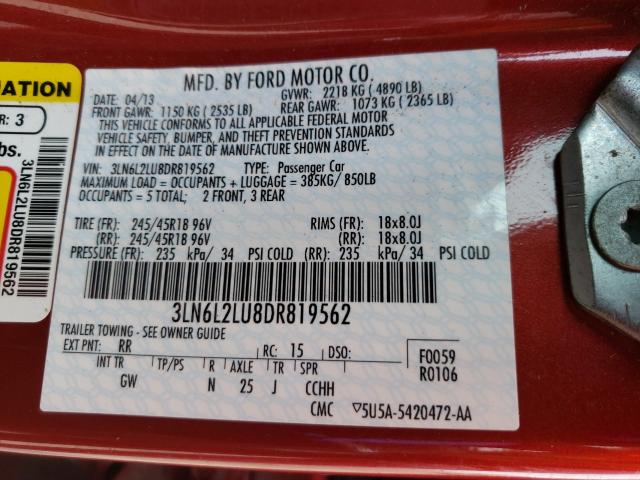 MFD. BY FORD MOTOR CO.
DATE: 04/13 GVWR: 2218 KG ( 4890 LB)
FRONT GAWR: 1150 KG ( 2535 LB) REAR GAWR: 1073 KG ( 2365 LB)
THIS VEHICLE CONFORMS TO ALL APPLICABLE FEDERAL MOTOR
VEHICLE SAFETY, BUMPER, AND THEFT PREVENTION STANDARDS
IN EFFECT ON THE DATE OF MANUFACTURE SHOWN ABOVE.
VIN: 3LN6L2LU8DR819562 TYPE: Passenger Car
MAXIMUM LOAD = OCCUPANTS + LUGGAGE = 385KG/ 850LB
OCCUPANTS = 5 TOTAL; 2 FRONT, 3 REAR
TIRE (FR): 245/45R18 96V RIMS (FR): 18x8.0J
(RR): 245/45R18 96V (RR): 18x8.0J
PRESSURE (FR): 235 kPa/ 34 PSI COLD (RR): 235 kPa/ 34 PSI COLD
3LN6L2LU8DR819562
TRAILER TOWING - SEE OWNER GUIDE
EXT PNT: RR RC: 15 DSO: F0059
INT TR TP/PS R AXLE TR SPR R0106
GW N 25 J CCHH
CMC ▽5U5A-5420472-AA
UATION
R: 3
bs.
3LN6L2LU8DR819562